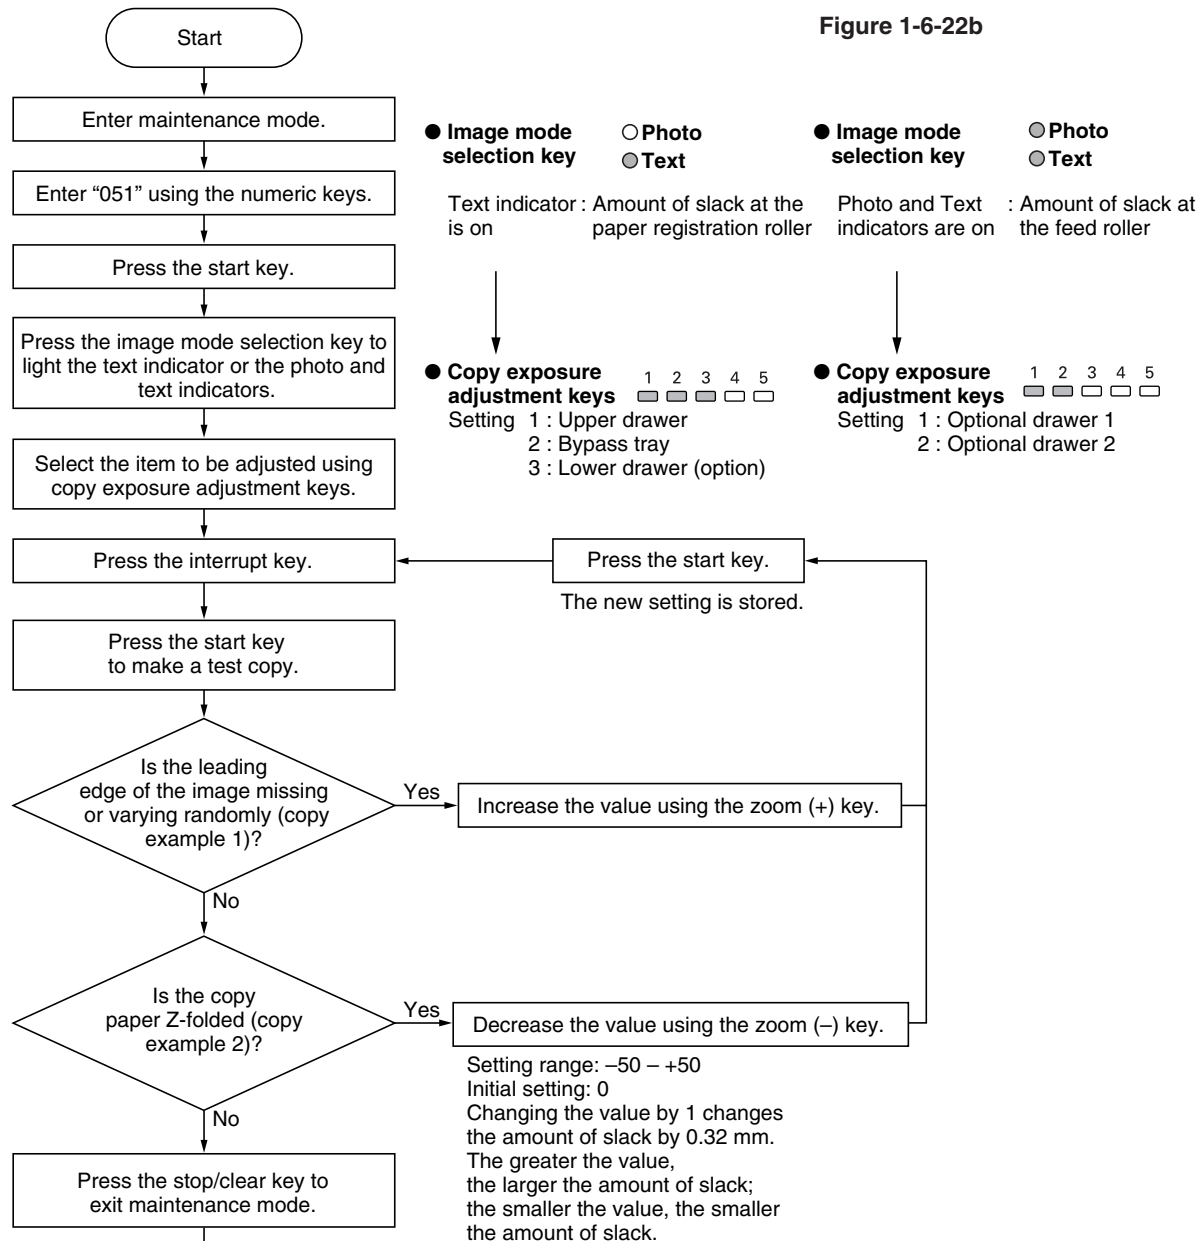 Figure 1-6-22b
Start
Enter maintenance mode.
Enter “051” using the numeric keys.
Press the start key.
Press the image mode selection key to
light the text indicator or the photo and
text indicators.
Select the item to be adjusted using
copy exposure adjustment keys.
Press the interrupt key.
Press the start key
to make a test copy.
Is the leading
edge of the image missing
or varying randomly (copy
example 1)?
Yes
Increase the value using the zoom (+) key.
No
Is the copy
paper Z-folded (copy
example 2)?
Yes
Decrease the value using the zoom (–) key.
Setting range: –50 – +50
Initial setting: 0
Changing the value by 1 changes
the amount of slack by 0.32 mm.
The greater the value,
the larger the amount of slack;
the smaller the value, the smaller
the amount of slack.
No
Press the stop/clear key to
exit maintenance mode.
Press the start key.
The new setting is stored.
● Image mode
selection key
Photo
Text
Text indicator : Amount of slack at the
is on paper registration roller
● Copy exposure
adjustment keys
1 2 3 4 5
Setting 1 : Upper drawer
2 : Bypass tray
3 : Lower drawer (option)
● Image mode
selection key
Photo
Text
Photo and Text : Amount of slack at
indicators are on the feed roller
● Copy exposure
adjustment keys
1 2 3 4 5
Setting 1 : Optional drawer 1
2 : Optional drawer 2